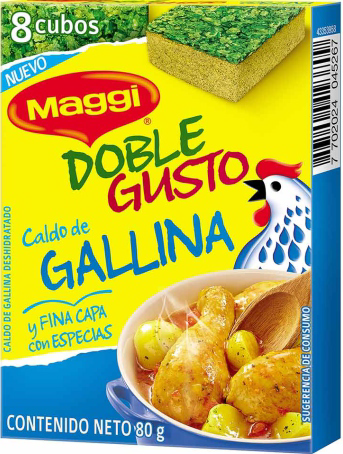 8 cubos
NUEVO
Maggi
®
DOBLE
GUSTO
Caldo de
GALLINA
y FINA CAPA
con ESPECIAS
CALDO DE GALLINA DESHIDRATADO
CONTENIDO NETO 80 g
SUGERENCIA DE CONSUMO
7 702024 045267